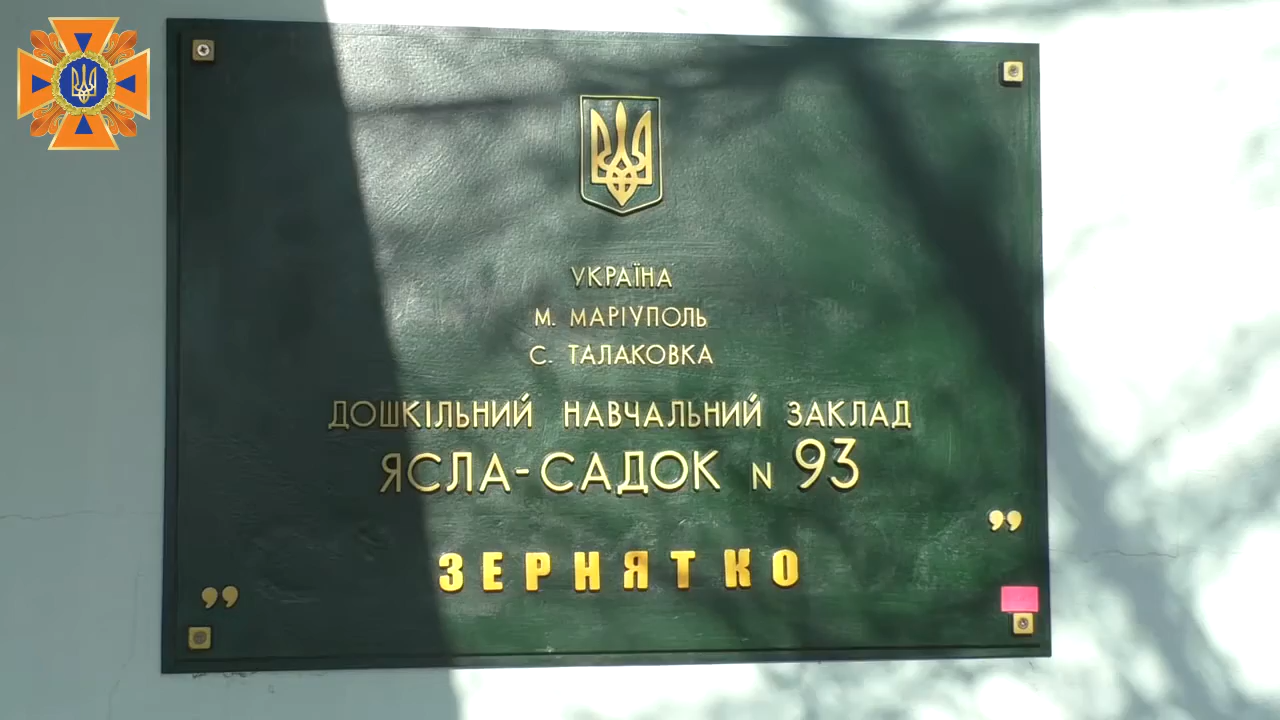 УКРАЇНА
М. МАРІУПОЛЬ
С. ТАЛАКОВКА
ДОШКІЛЬНИЙ НАВЧАЛЬНИЙ ЗАКЛАД
ЯСЛА-САДОК N 93
" ЗЕРНЯТКО "